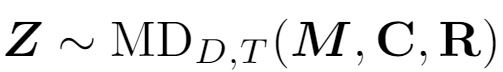 Z ∼ MD_{D,T}(M, C, R)